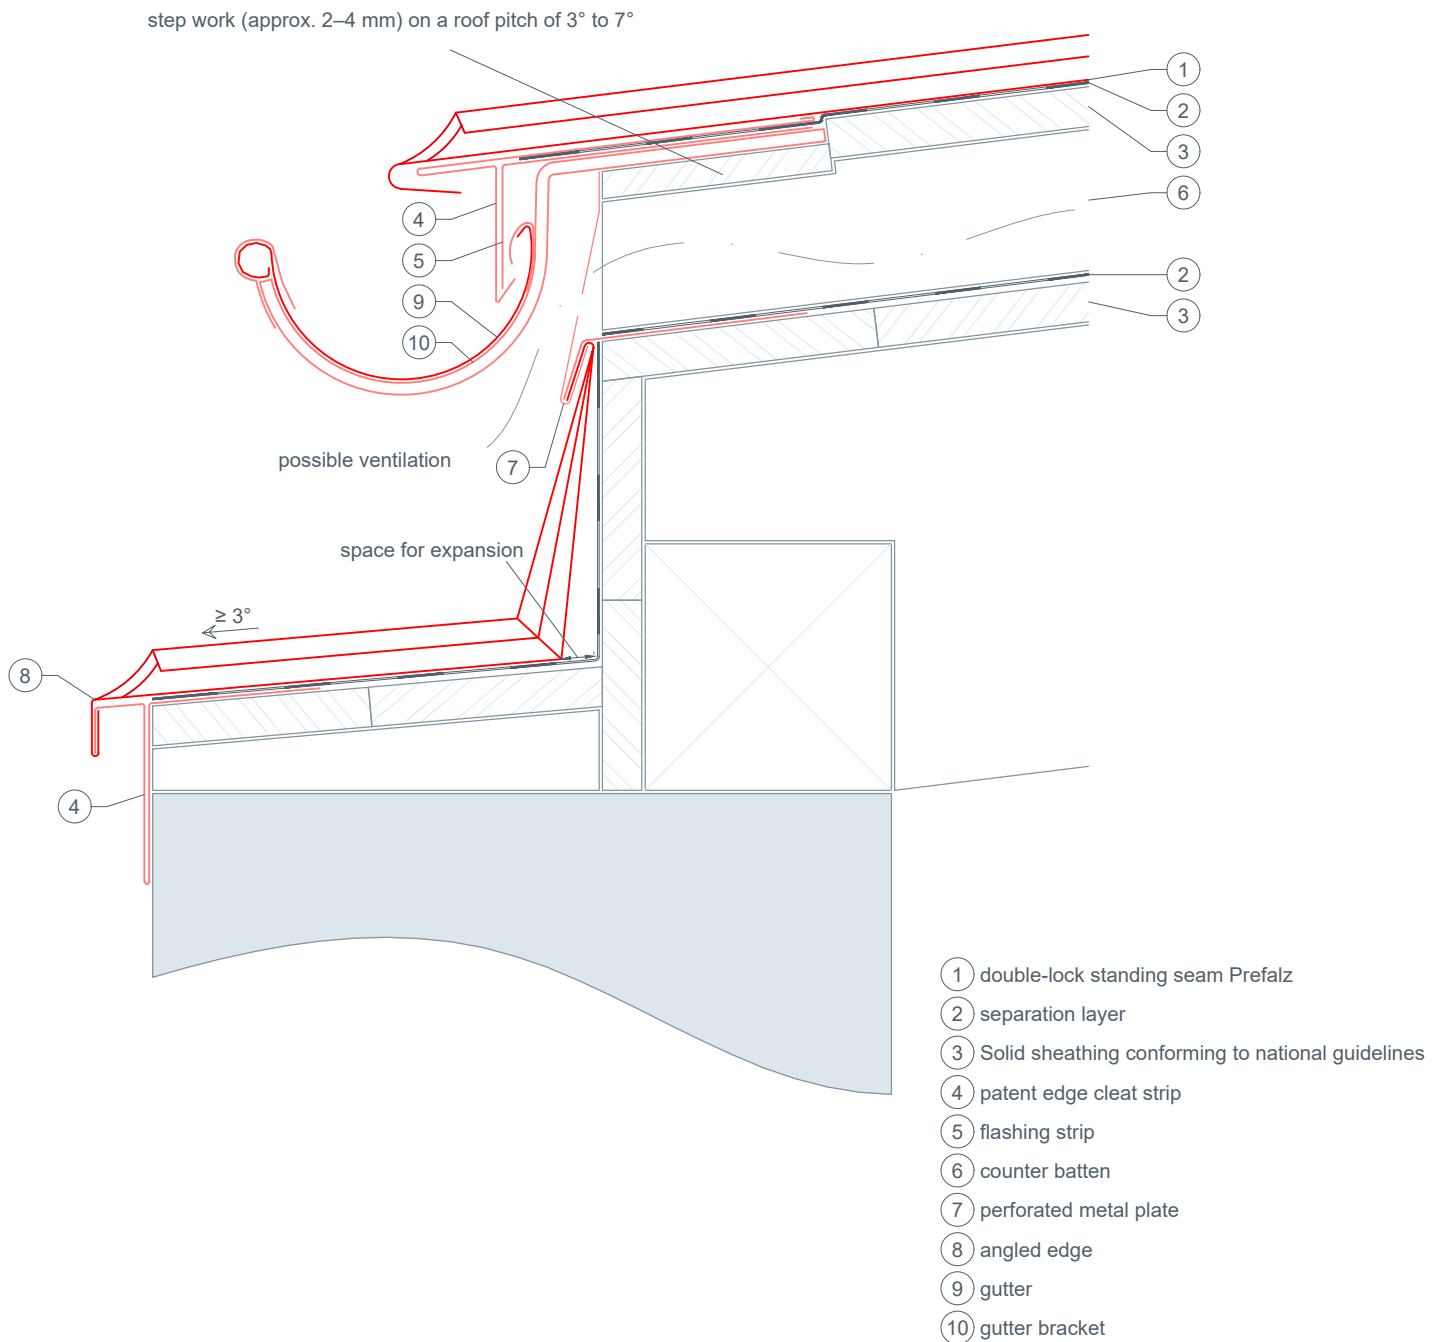 step work (approx. 2–4 mm) on a roof pitch of 3° to 7°
1
2
3
6
4
5
2
9
3
10
possible ventilation
7
space for expansion
≥ 3°
8
4
1 double-lock standing seam Prefalz
2 separation layer
3 Solid sheathing conforming to national guidelines
4 patent edge cleat strip
5 flashing strip
6 counter batten
7 perforated metal plate
8 angled edge
9 gutter
10 gutter bracket